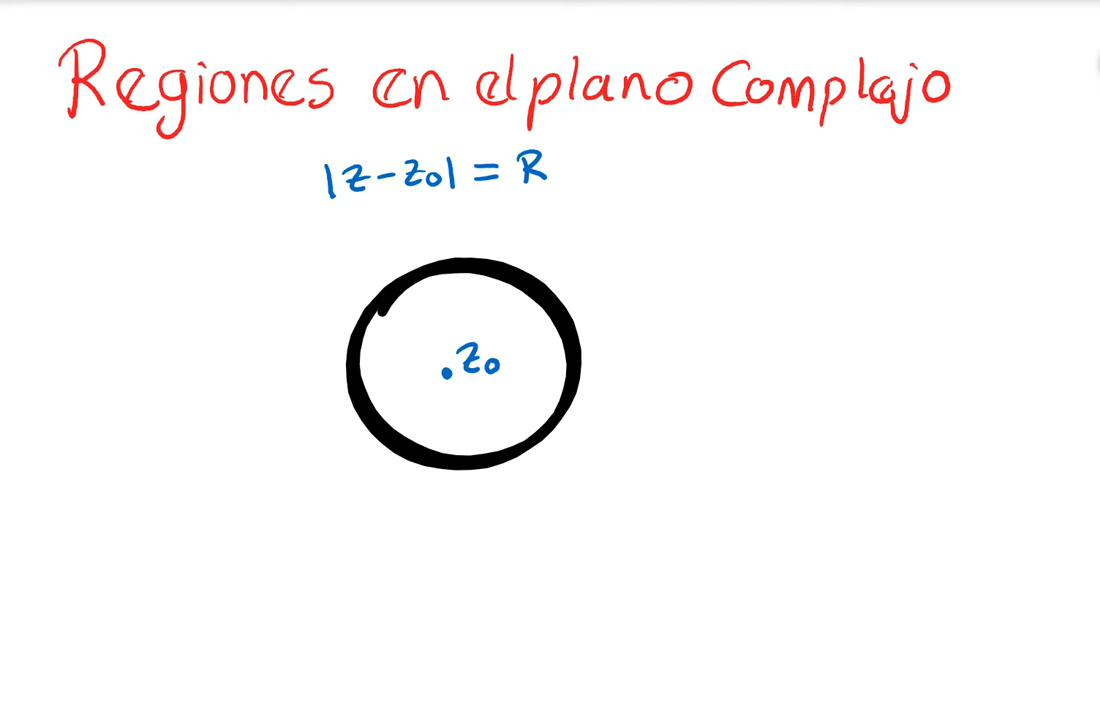 Regiones en el plano Complejo
|z-z₀| = R
.z₀